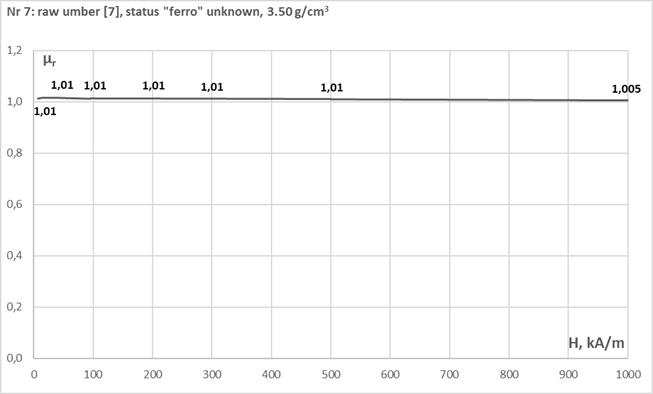 Nr 7: raw umber [7], status "ferro" unknown, 3.50 g/cm³
1,2
μr
1,01 1,01 1,01 1,01 1,01 1,005
1,0
1,01
0,8
0,6
0,4
0,2
H, kA/m
0,0
0 100 200 300 400 500 600 700 800 900 1000